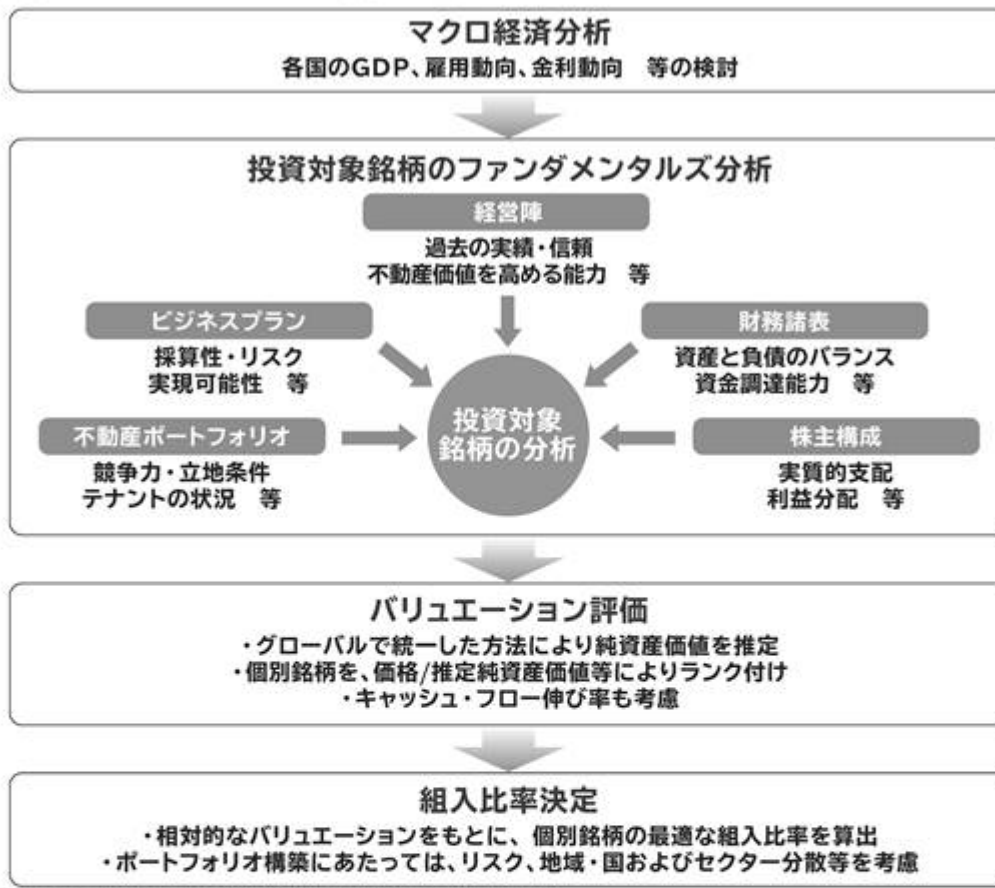 マクロ経済分析
各国のGDP、雇用動向、金利動向　等の検討
投資対象銘柄のファンダメンタルズ分析
経営陣
過去の実績・信頼
不動産価値を高める能力　等
ビジネスプラン
採算性・リスク
実現可能性　等
財務諸表
資産と負債のバランス
資金調達能力　等
不動産ポートフォリオ
競争力・立地条件
テナントの状況　等
投資対象
銘柄の分析
株主構成
実質的支配
利益分配　等
バリュエーション評価
・グローバルで統一した方法により純資産価値を推定
・個別銘柄を、価格/推定純資産価値等によりランク付け
・キャッシュ・フロー伸び率も考慮
組入比率決定
・相対的なバリュエーションをもとに、個別銘柄の最適な組入比率を算出
・ポートフォリオ構築にあたっては、リスク、地域・国およびセクター分散等を考慮